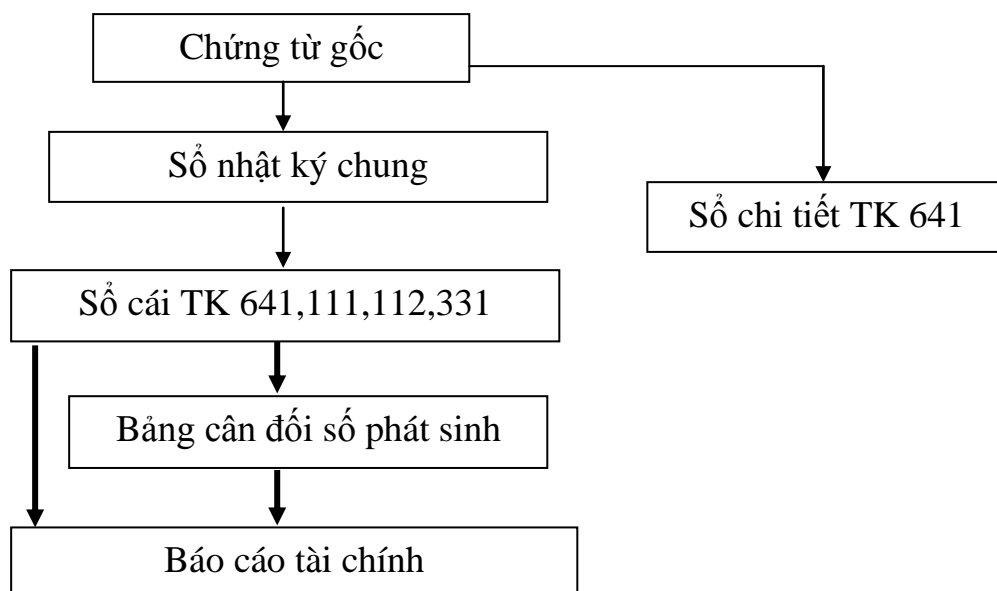 Chứng từ gốc
Sổ nhật ký chung
Sổ chi tiết TK 641
Sổ cái TK 641,111,112,331
Bảng cân đối số phát sinh
Báo cáo tài chính